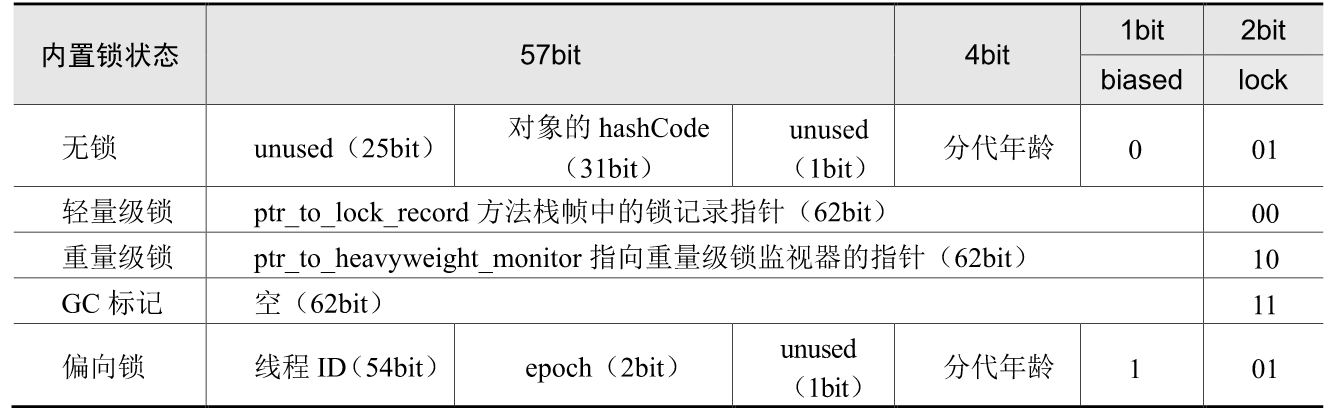 内置锁状态 57bit 4bit 1bit 2bit
biased lock
无锁 unused（25bit） 对象的 hashCode（31bit） unused（1bit） 分代年龄 0 01
轻量级锁 ptr_to_lock_record 方法栈帧中的锁记录指针（62bit） 00
重量级锁 ptr_to_heavyweight_monitor 指向重量级锁监视器的指针（62bit） 10
GC 标记 空（62bit） 11
偏向锁 线程 ID（54bit） epoch（2bit） unused（1bit） 分代年龄 1 01